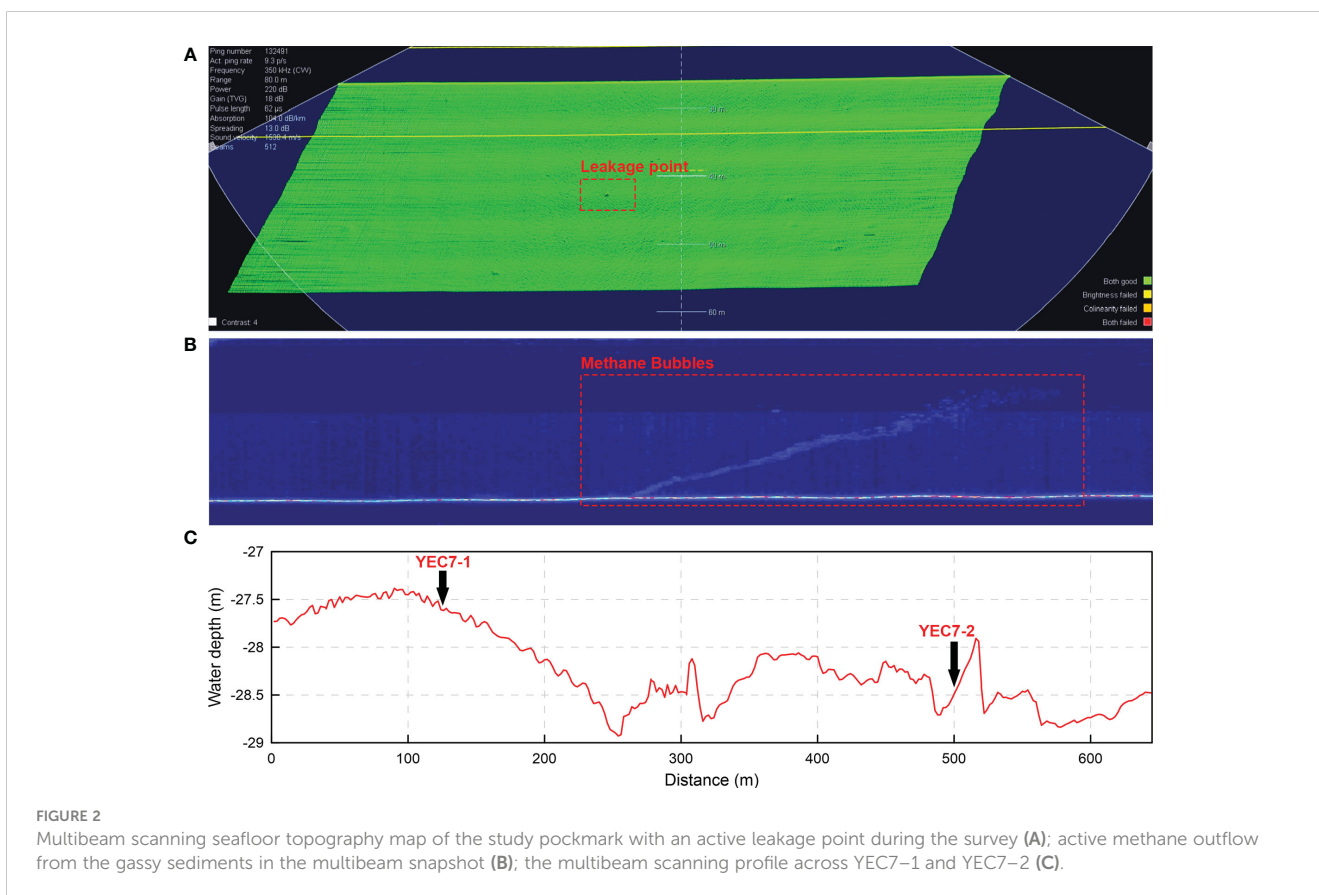 A
Ping number 132491
Act. ping rate 9.3 p/s
Frequency 350 kHz (CW)
Range 80.0 m
Power 220 dB
Gain (TVG) 18 dB
Pulse length 62 µs
Absorption 104.0 dB/km
Spreading 13.0 dB
Sound velocity 1530.4 m/s
Beams 512
Leakage point
60 m
Both good
Brightness failed
Colinearity failed
Both failed
Contrast: 4
B
Methane Bubbles
C
YEC7-1
YEC7-2
Water depth (m)
-27
-27.5
-28
-28.5
-29
0 100 200 300 400 500 600
Distance (m)
FIGURE 2
Multibeam scanning seafloor topography map of the study pockmark with an active leakage point during the survey (A); active methane outflow
from the gassy sediments in the multibeam snapshot (B); the multibeam scanning profile across YEC7–1 and YEC7–2 (C).